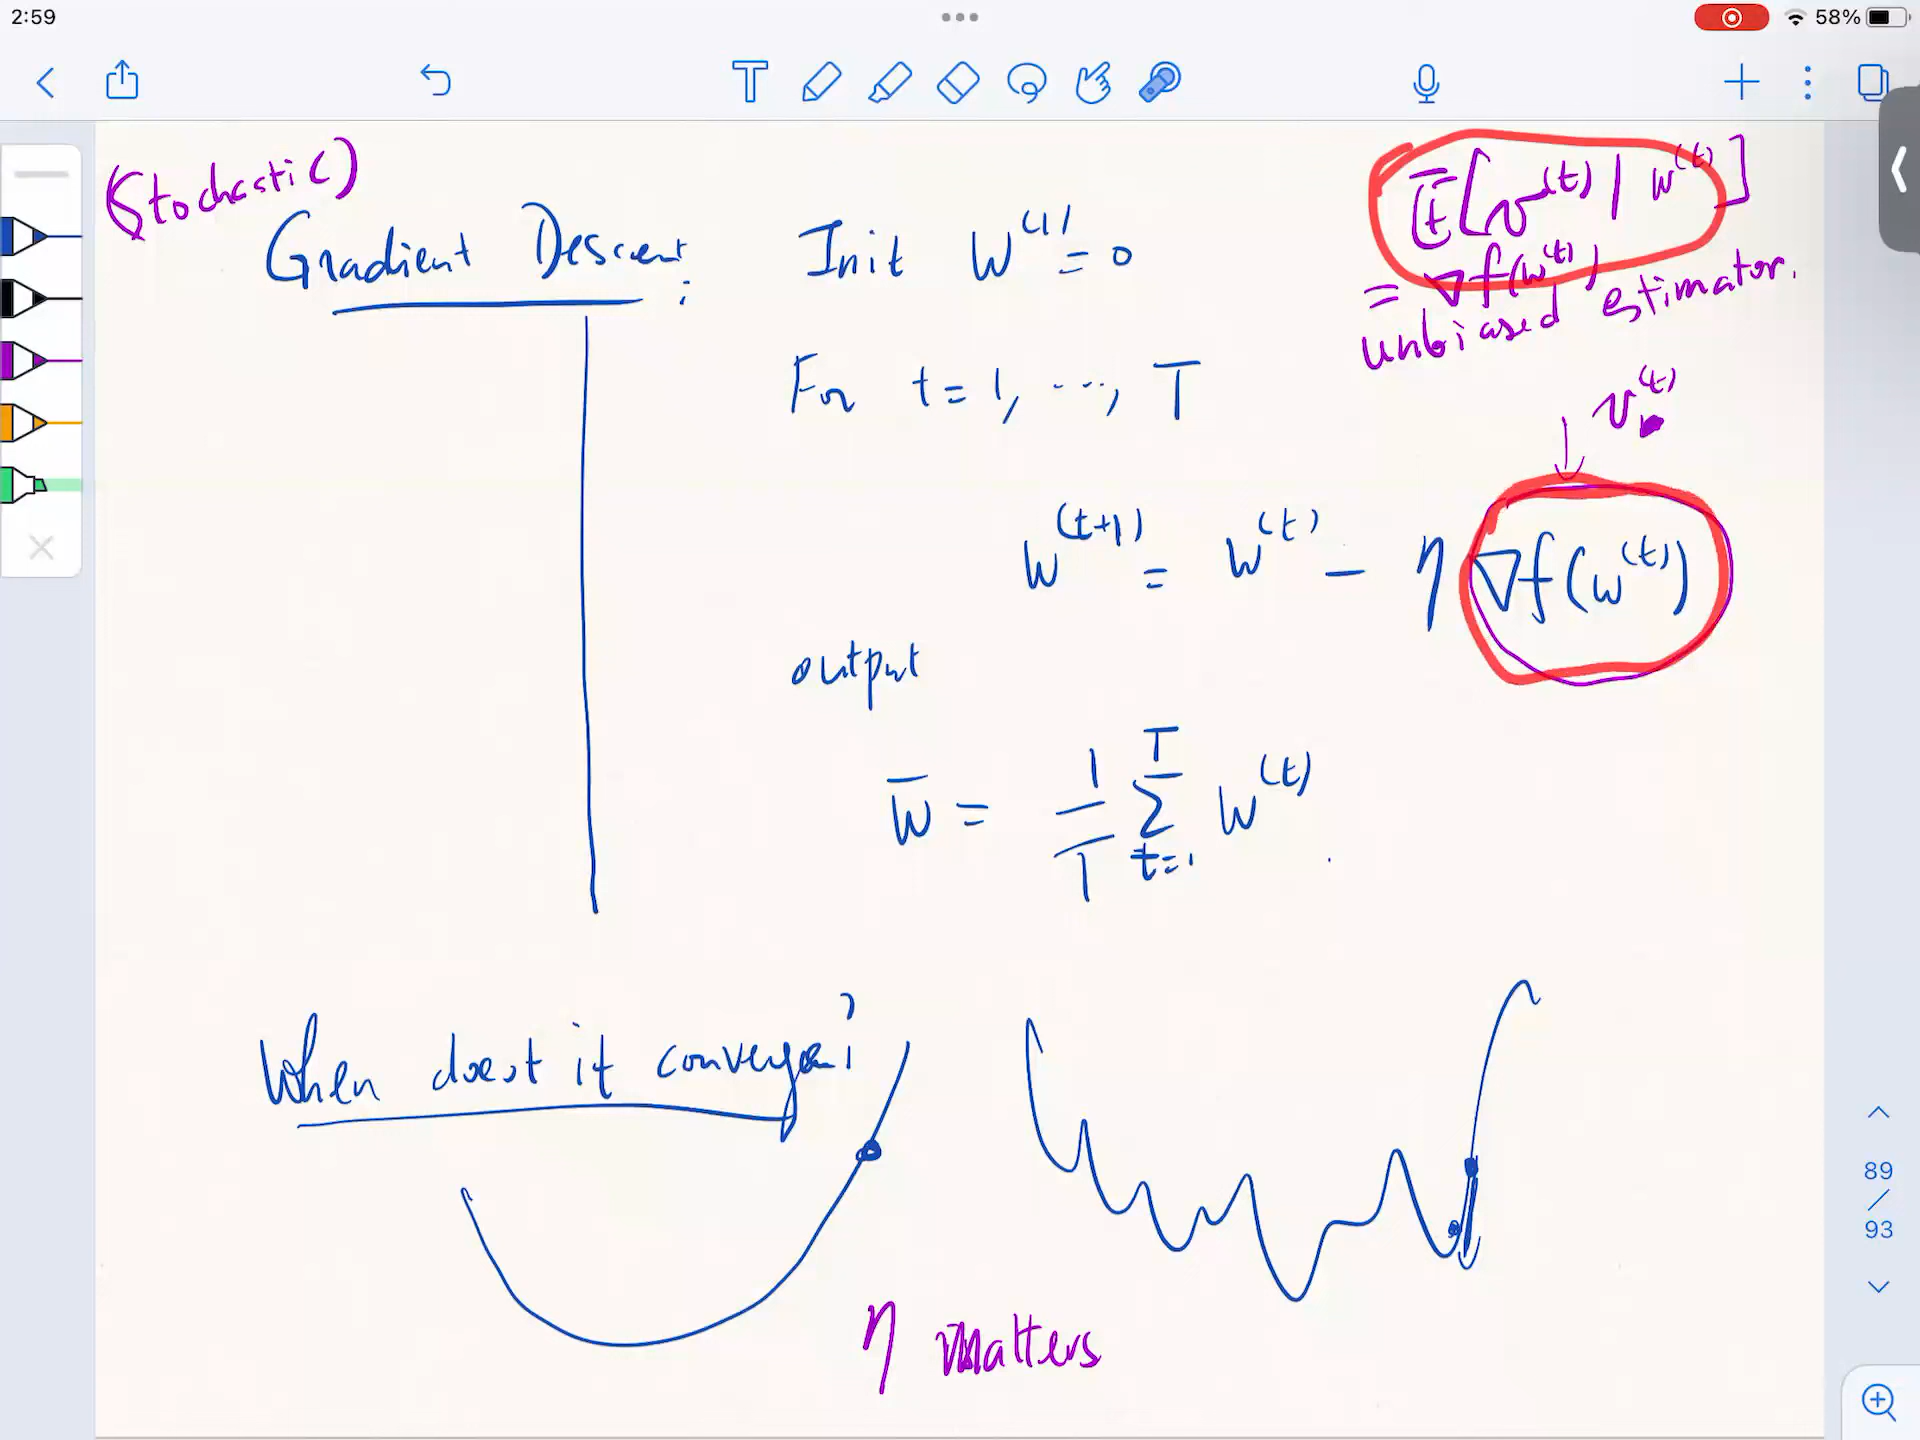 2:59
58%
(Stochastic)
Gradient Descent :
Init W^(1) = 0
𝔼[v^(t) | w^(t)]
= ∇f(w^(t))
unbiased estimator.
For t = 1, ..., T
v^(t)
w^(t+1) = w^(t) − η ∇f(w^(t))
output
w̄ = 1/T ∑_{t=1}^{T} w^(t)
When does it converge?
η matters
89
/
93